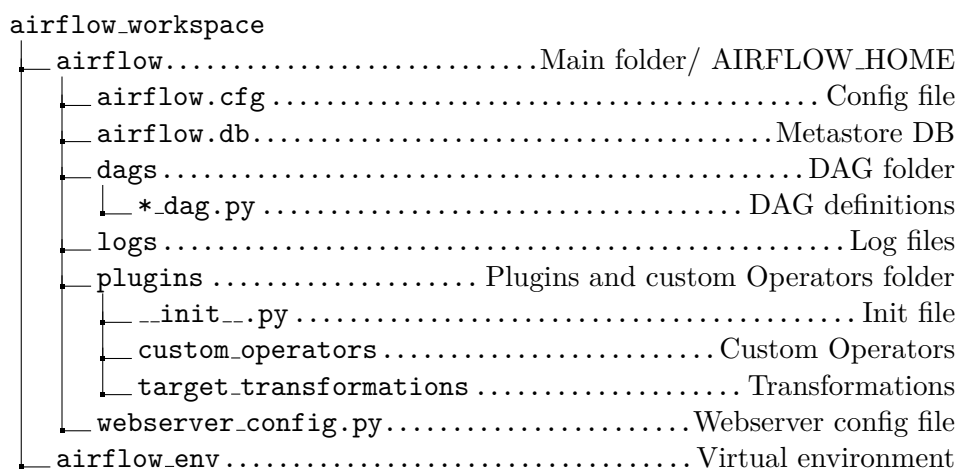 airflow_workspace
airflow.............................Main folder/ AIRFLOW_HOME
airflow.cfg.........................................Config file
airflow.db.......................................Metastore DB
dags..................................................DAG folder
*_dag.py....................................DAG definitions
logs...................................................Log files
plugins....................Plugins and custom Operators folder
__init__.py..........................................Init file
custom_operators.........................Custom Operators
target_transformations....................Transformations
webserver_config.py.......................Webserver config file
airflow_env...................................Virtual environment